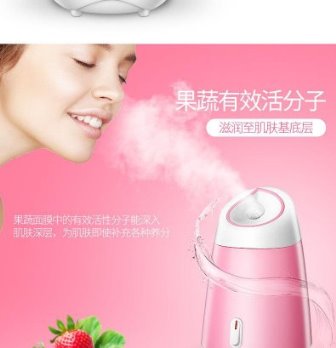 果蔬有效活分子
滋润至肌肤基底层
果蔬面膜中的有效活性分子能深入
肌肤深层，为肌肤即使补充各种养分